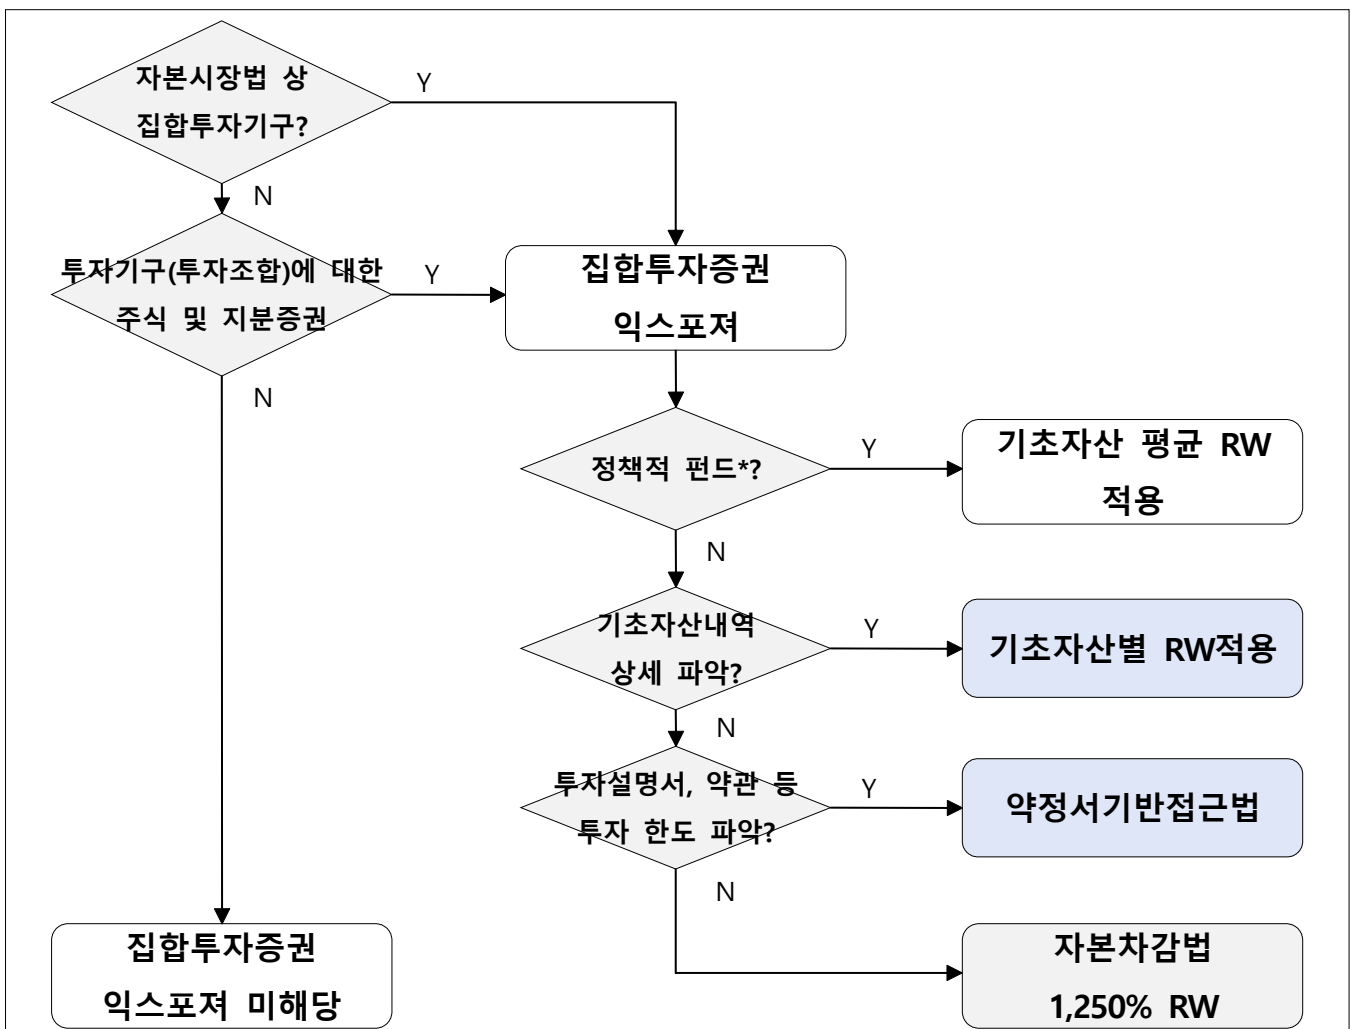 자본시장법 상
집합투자기구?
Y
N
투자기구(투자조합)에 대한
주식 및 지분증권
Y
N
집합투자증권
익스포져
정책적 펀드*?
Y
기초자산 평균 RW
적용
N
기초자산내역
상세 파악?
Y
기초자산별 RW적용
N
투자설명서, 약관 등
투자 한도 파악?
Y
약정서기반접근법
N
자본차감법
1,250% RW
집합투자증권
익스포져 미해당